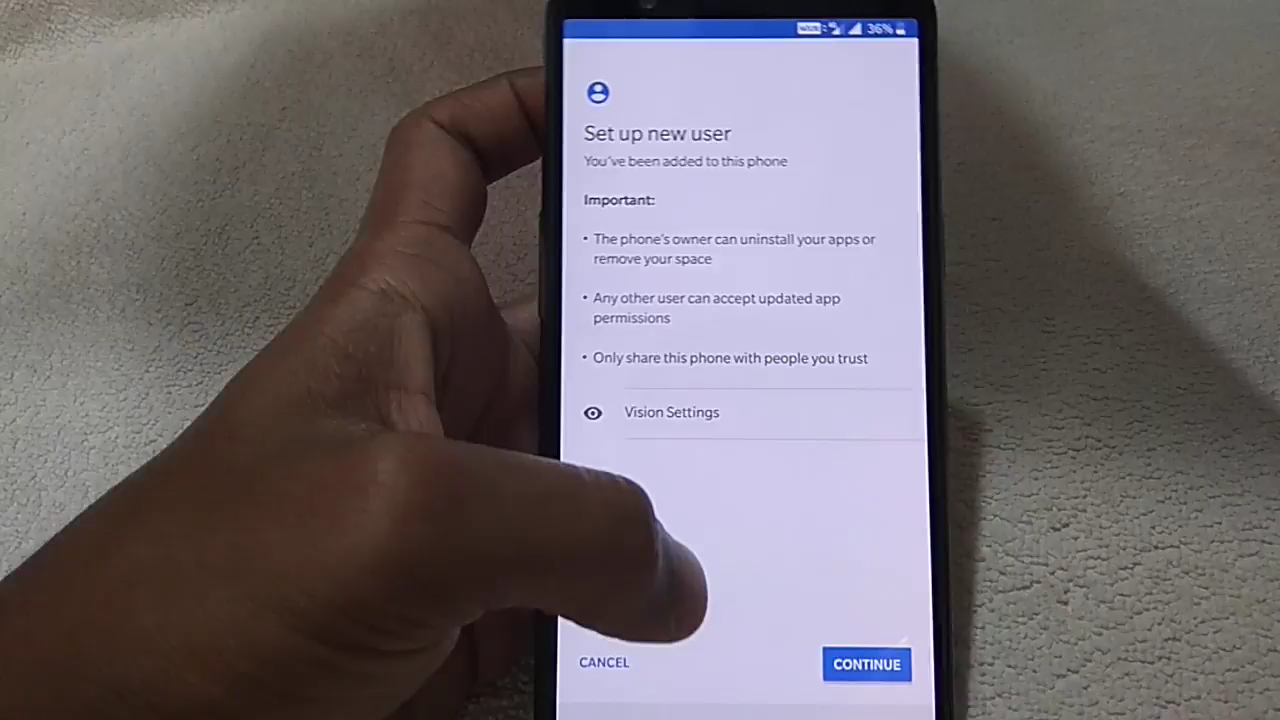 36%
Set up new user
You've been added to this phone
Important:
• The phone's owner can uninstall your apps or
remove your space
• Any other user can accept updated app
permissions
• Only share this phone with people you trust
Vision Settings
CANCEL
CONTINUE